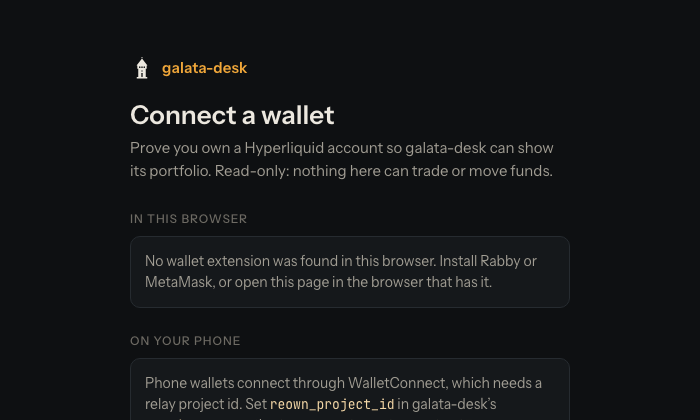 galata-desk
Connect a wallet
Prove you own a Hyperliquid account so galata-desk can show
its portfolio. Read-only: nothing here can trade or move funds.
IN THIS BROWSER
No wallet extension was found in this browser. Install Rabby or
MetaMask, or open this page in the browser that has it.
ON YOUR PHONE
Phone wallets connect through WalletConnect, which needs a
relay project id. Set reown_project_id in galata-desk's